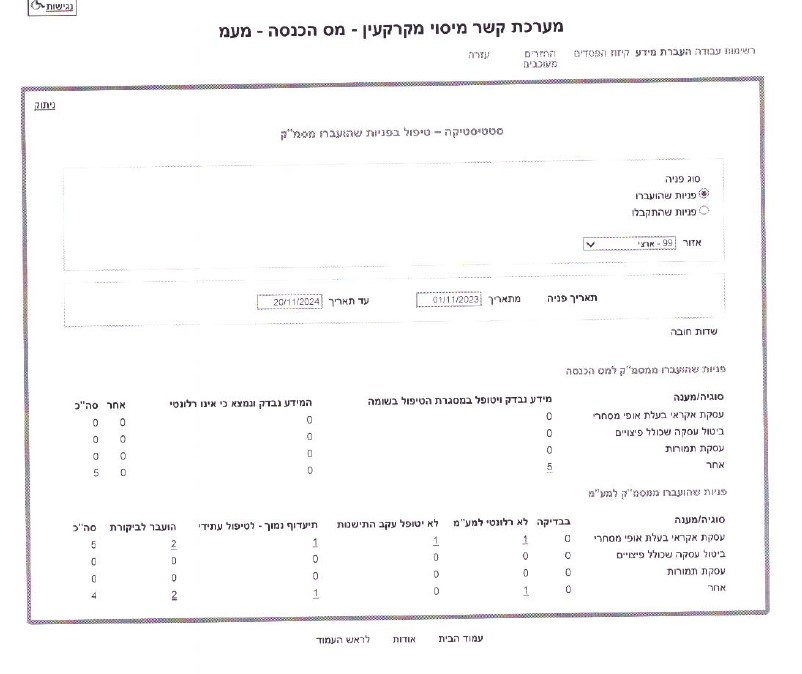 נגישות
מערכת קשר מיסוי מקרקעין - מס הכנסה - מעמ
רשימות עבודה העברת מידע קיזוז הפסדים החזרים מעוכבים עזרה
ניתוק
סטטיסטיקה – טיפול בפניות שהועברו ממסמ"ק
סוג פניה
פניות שהועברו
פניות שהתקבלו
אזור 99 - ארצי
תאריך פניה מתאריך 01/11/2023 עד תאריך 20/11/2024
שדות חובה
פניות שהועברו ממסמ"ק למס הכנסה
סוגיה/מענה מידע נבדק ויטופל במסגרת הטיפול בשומה המידע נבדק ונמצא כי אינו רלונטי אחר סה"כ
עסקת אקראי בעלת אופי מסחרי 0 0 0 0
ביטול עסקה שכולל פיצויים 0 0 0 0
עסקת תמורות 0 0 0 0
אחר 5 0 0 5
פניות שהועברו ממסמ"ק למע"מ
סוגיה/מענה בבדיקה לא רלונטי למע"מ לא יטופל עקב התישנות תיעדוף נמוך - לטיפול עתידי הועבר לביקורת סה"כ
עסקת אקראי בעלת אופי מסחרי 0 1 1 1 2 5
ביטול עסקה שכולל פיצויים 0 0 0 0 0 0
עסקת תמורות 0 0 0 0 0 0
אחר 0 1 0 1 2 4
עמוד הבית אודות לראש העמוד